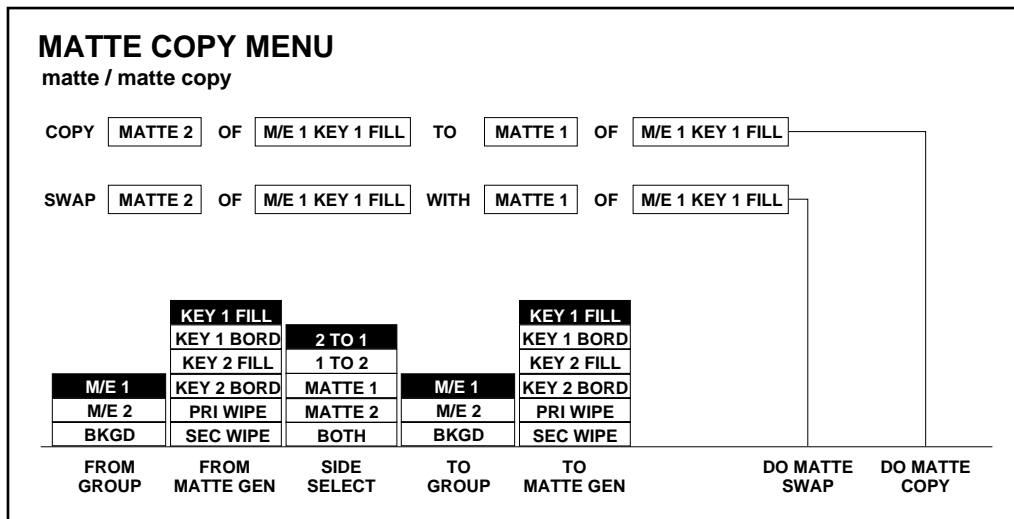 MATTE COPY MENU
matte / matte copy
COPY MATTE 2 OF M/E 1 KEY 1 FILL TO MATTE 1 OF M/E 1 KEY 1 FILL
SWAP MATTE 2 OF M/E 1 KEY 1 FILL WITH MATTE 1 OF M/E 1 KEY 1 FILL
M/E 1
M/E 2
BKGD
FROM
GROUP
KEY 1 FILL
KEY 1 BORD
KEY 2 FILL
KEY 2 BORD
PRI WIPE
SEC WIPE
FROM
MATTE GEN
2 TO 1
1 TO 2
MATTE 1
MATTE 2
BOTH
SIDE
SELECT
M/E 1
M/E 2
BKGD
TO
GROUP
KEY 1 FILL
KEY 1 BORD
KEY 2 FILL
KEY 2 BORD
PRI WIPE
SEC WIPE
TO
MATTE GEN
DO MATTE
SWAP
DO MATTE
COPY